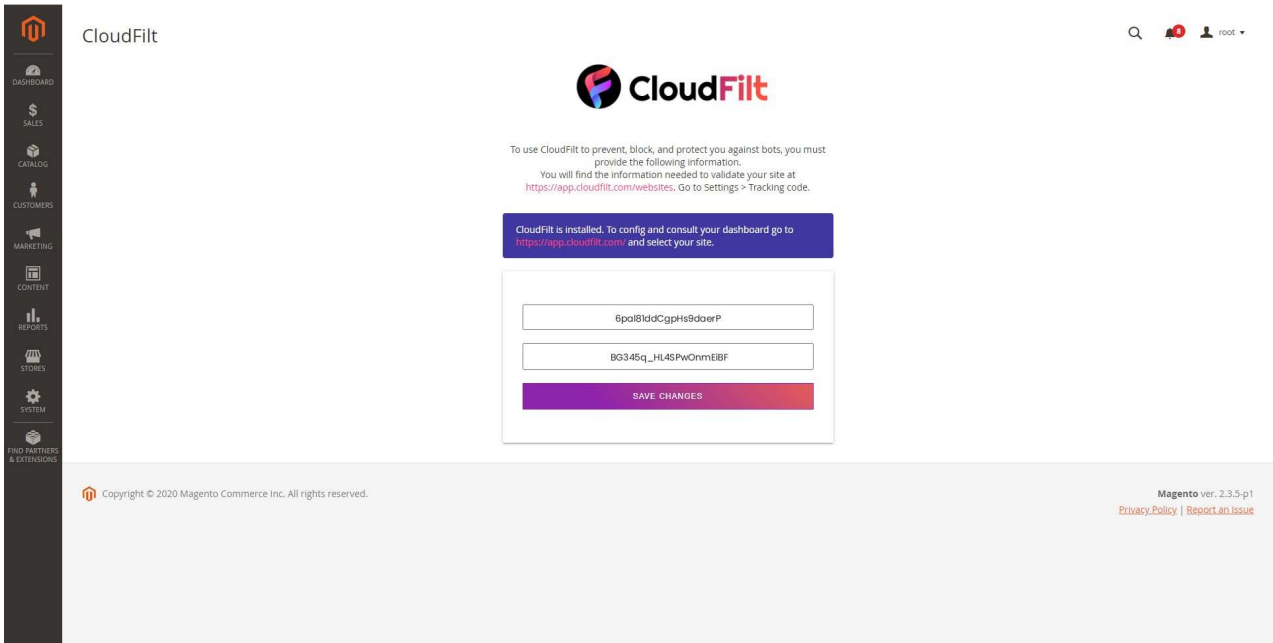 CloudFilt
8
root
DASHBOARD
SALES
CATALOG
CUSTOMERS
MARKETING
CONTENT
REPORTS
STORES
SYSTEM
FIND PARTNERS
& EXTENSIONS
CloudFilt
To use CloudFilt to prevent, block, and protect you against bots, you must
provide the following information.
You will find the information needed to validate your site at
https://app.cloudfilt.com/websites. Go to Settings > Tracking code.
CloudFilt is installed. To config and consult your dashboard go to
https://app.cloudfilt.com/ and select your site.
6pal81ddCgpHs9daerP
BG345q_HL4SPwOnmEiBF
SAVE CHANGES
Copyright © 2020 Magento Commerce Inc. All rights reserved.
Magento ver. 2.3.5-p1
Privacy Policy | Report an Issue